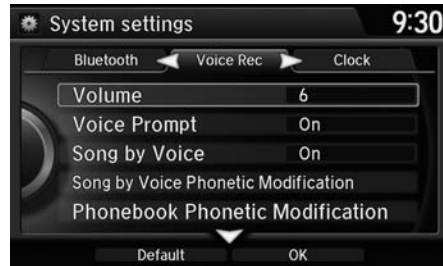 System settings 9:30
Bluetooth Voice Rec Clock
Volume 6
Voice Prompt On
Song by Voice On
Song by Voice Phonetic Modification
Phonebook Phonetic Modification
Default OK